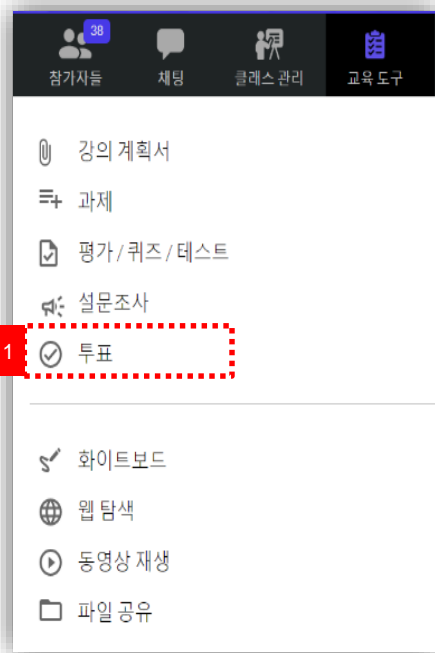 38
참가자들 채팅 클래스 관리 교육 도구
강의 계획서
과제
평가 / 퀴즈 / 테스트
설문조사
1 투표
화이트보드
웹 탐색
동영상 재생
파일 공유